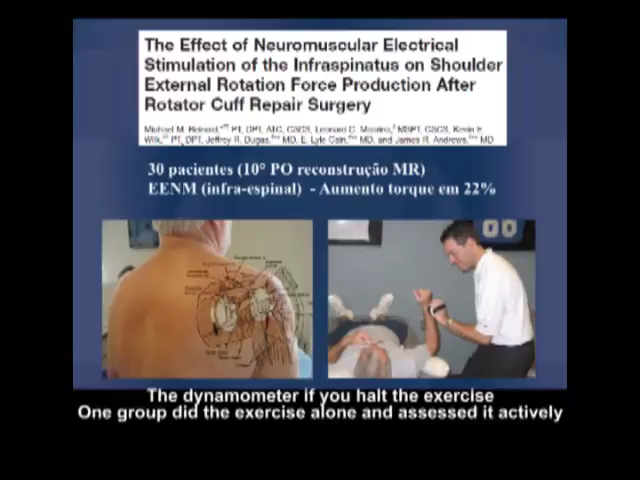 The Effect of Neuromuscular Electrical
Stimulation of the Infraspinatus on Shoulder
External Rotation Force Production After
Rotator Cuff Repair Surgery
Michael M. Reinold, PT, DPT, ATC, CSCS, Leonard C. Macrina, MSPT, CSCS, Kevin E.
Wilk, PT, DPT, Jeffrey R. Dugas, MD, E. Lyle Cain, MD, and James R. Andrews, MD
30 pacientes (10° PO reconstrução MR)
EENM (infra-espinal) - Aumento torque em 22%
The dynamometer if you halt the exercise
One group did the exercise alone and assessed it actively